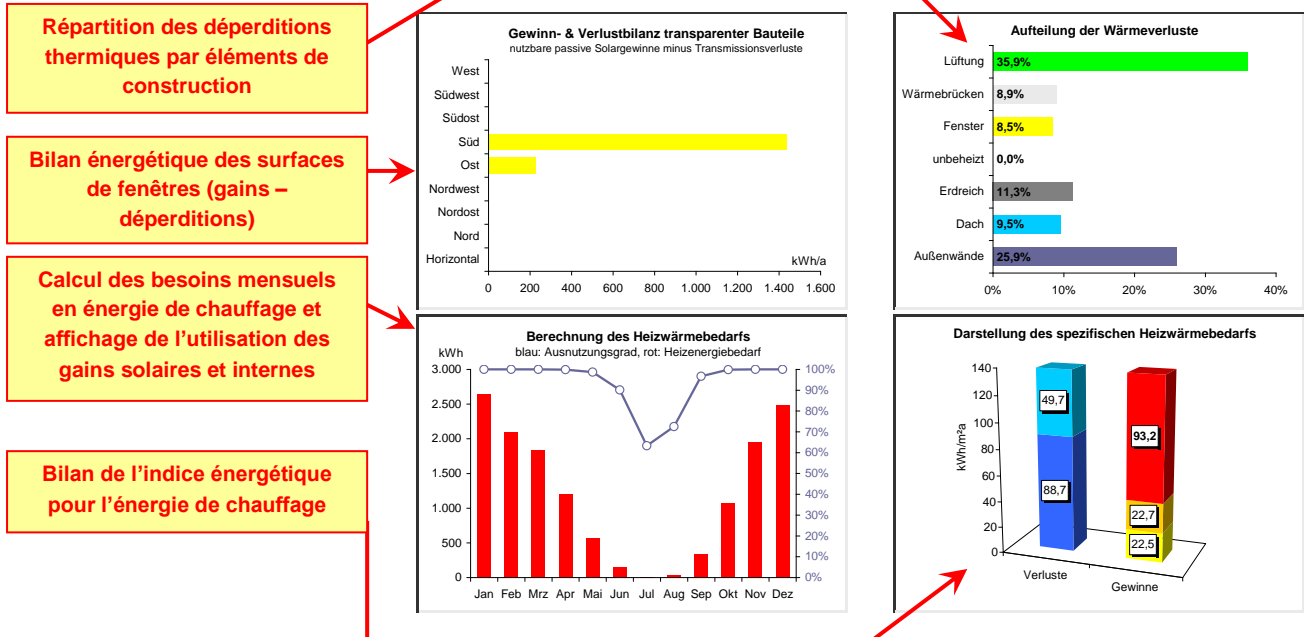 Répartition des déperditions
thermiques par éléments de
construction
Bilan énergétique des surfaces
de fenêtres (gains –
déperditions)
Calcul des besoins mensuels
en énergie de chauffage et
affichage de l'utilisation des
gains solaires et internes
Bilan de l'indice énergétique
pour l'énergie de chauffage
Gewinn- & Verlustbilanz transparenter Bauteile
nutzbare passive Solargewinne minus Transmissionsverluste
West
Südwest
Südost
Süd
Ost
Nordwest
Nordost
Nord
Horizontal
kWh/a
0 200 400 600 800 1.000 1.200 1.400 1.600
Aufteilung der Wärmeverluste
Lüftung 35,9%
Wärmebrücken 8,9%
Fenster 8,5%
unbeheizt 0,0%
Erdreich 11,3%
Dach 9,5%
Außenwände 25,9%
0% 10% 20% 30% 40%
Berechnung des Heizwärmebedarfs
blau: Ausnutzungsgrad, rot: Heizenergiebedarf
kWh
3.000
2.500
2.000
1.500
1.000
500
0
100%
90%
80%
70%
60%
50%
40%
30%
20%
10%
0%
Jan Feb Mrz Apr Mai Jun Jul Aug Sep Okt Nov Dez
Darstellung des spezifischen Heizwärmebedarfs
kWh/m²a
140
120
100
80
60
40
20
0
49,7
88,7
93,2
22,7
22,5
Verluste
Gewinne